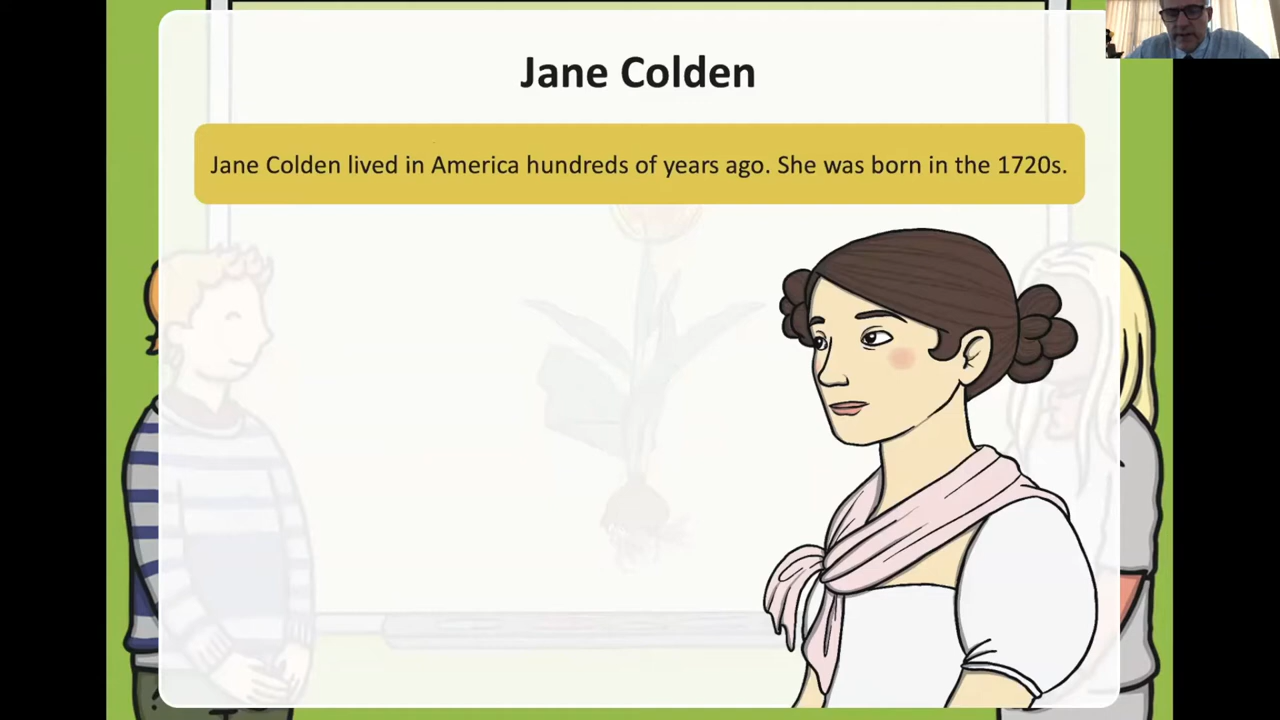 Jane Colden
Jane Colden lived in America hundreds of years ago. She was born in the 1720s.